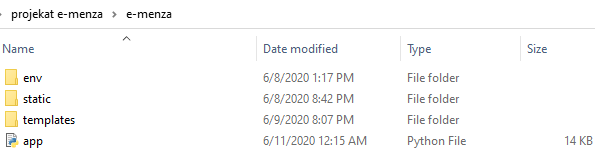 projekat e-menza > e-menza
Name Date modified Type Size
env 6/8/2020 1:17 PM File folder
static 6/8/2020 8:42 PM File folder
templates 6/9/2020 8:07 PM File folder
app 6/11/2020 12:15 AM Python File 14 KB